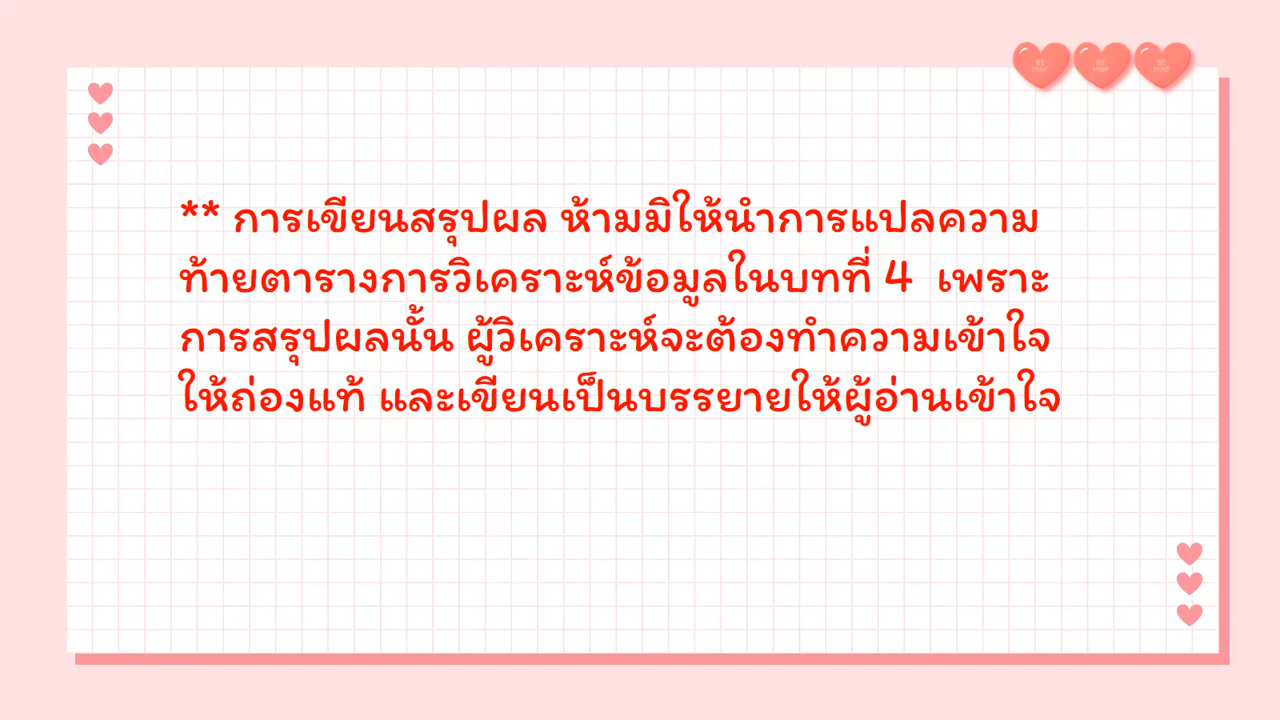 ** การเขียนสรุปผล ห้ามมิให้นำการแปลความ
ท้ายตารางการวิเคราะห์ข้อมูลในบทที่ 4 เพราะ
การสรุปผลนั้น ผู้วิเคราะห์จะต้องทำความเข้าใจ
ให้ถ่องแท้ และเขียนเป็นบรรยายให้ผู้อ่านเข้าใจ
BE MINE
BE MINE
BE MINE